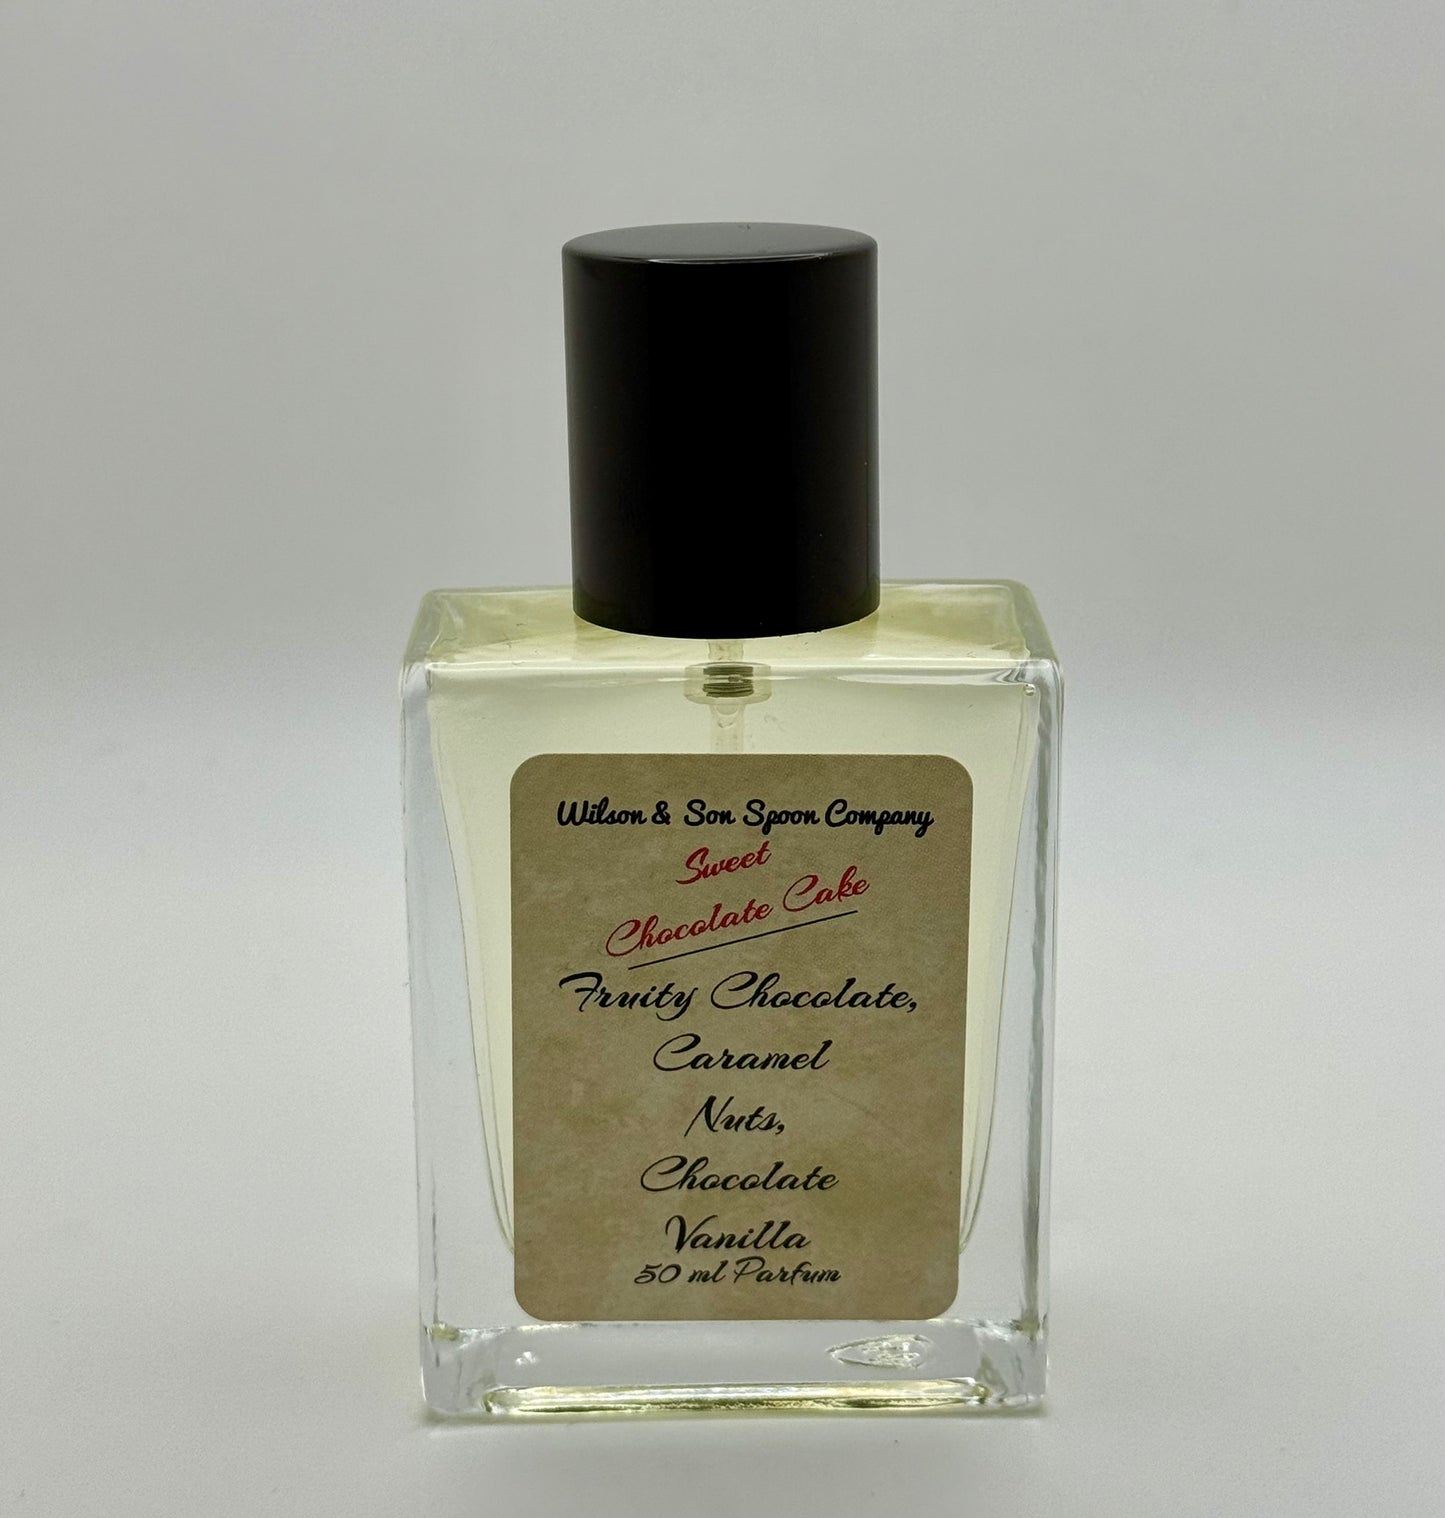 Wilson & Son Spoon Company
Sweet
Chocolate Cake
Fruity Chocolate,
Caramel
Nuts,
Chocolate
Vanilla
50 ml Parfum